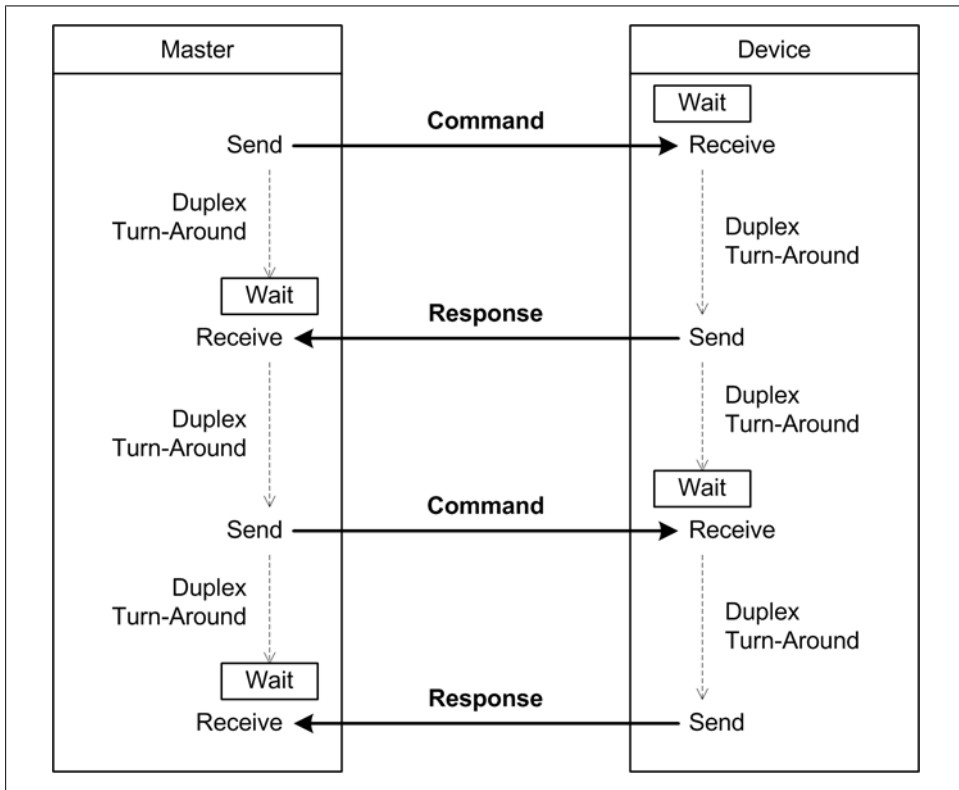 Master
Device
Wait
Command
Send
Receive
Duplex
Turn-Around
Duplex
Turn-Around
Wait
Response
Receive
Send
Duplex
Turn-Around
Duplex
Turn-Around
Wait
Command
Send
Receive
Duplex
Turn-Around
Duplex
Turn-Around
Wait
Response
Receive
Send